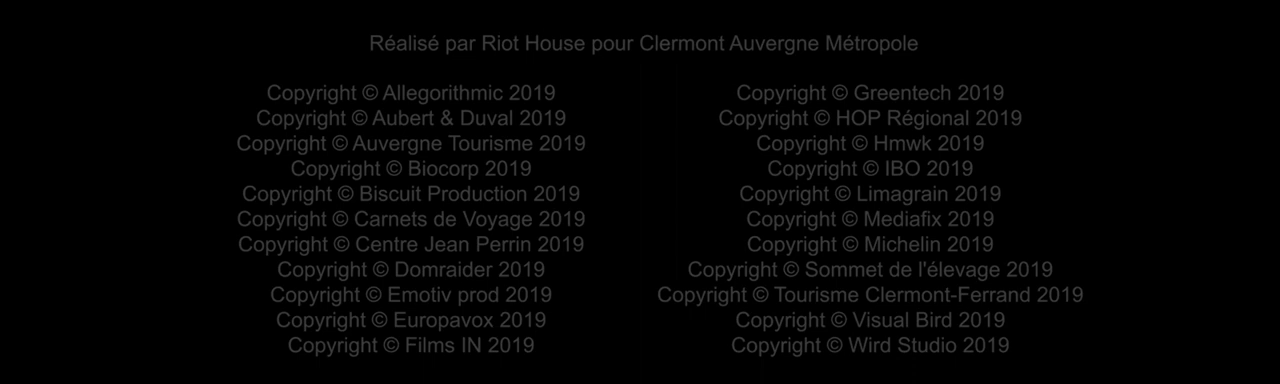 Réalisé par Riot House pour Clermont Auvergne Métropole
Copyright © Allegorithmic 2019
Copyright © Aubert & Duval 2019
Copyright © Auvergne Tourisme 2019
Copyright © Biocorp 2019
Copyright © Biscuit Production 2019
Copyright © Carnets de Voyage 2019
Copyright © Centre Jean Perrin 2019
Copyright © Domraider 2019
Copyright © Emotiv prod 2019
Copyright © Europavox 2019
Copyright © Films IN 2019
Copyright © Greentech 2019
Copyright © HOP Régional 2019
Copyright © Hmwk 2019
Copyright © IBO 2019
Copyright © Limagrain 2019
Copyright © Mediafix 2019
Copyright © Michelin 2019
Copyright © Sommet de l'élevage 2019
Copyright © Tourisme Clermont-Ferrand 2019
Copyright © Visual Bird 2019
Copyright © Wird Studio 2019